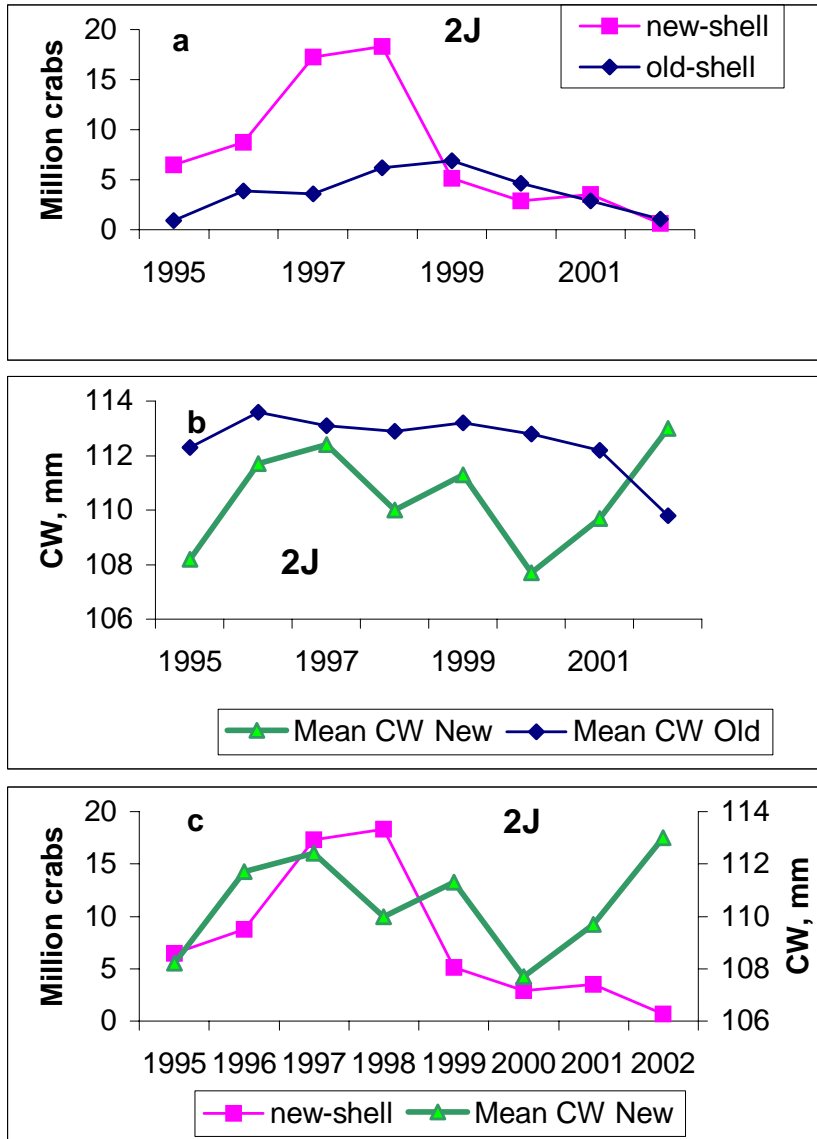 a
2J
new-shell
old-shell
Million crabs
20
15
10
5
0
1995 1997 1999 2001
b
2J
CW, mm
114
112
110
108
106
1995 1997 1999 2001
Mean CW New Mean CW Old
c
2J
Million crabs
20
15
10
5
0
CW, mm
114
112
110
108
106
1995 1996 1997 1998 1999 2000 2001 2002
new-shell Mean CW New